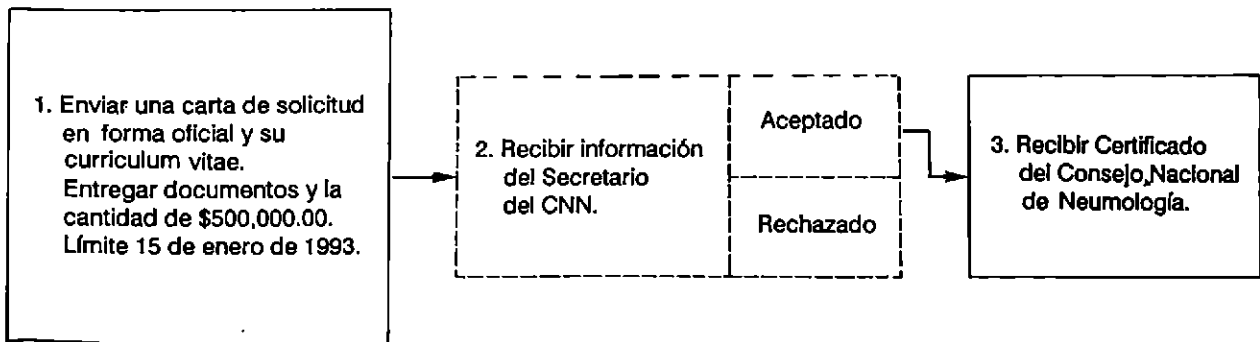 1. Enviar una carta de solicitud
en forma oficial y su
curriculum vitae.
Entregar documentos y la
cantidad de $500,000.00.
Límite 15 de enero de 1993.
2. Recibir información
del Secretario
del CNN.
Aceptado
Rechazado
3. Recibir Certificado
del Consejo Nacional
de Neumología.